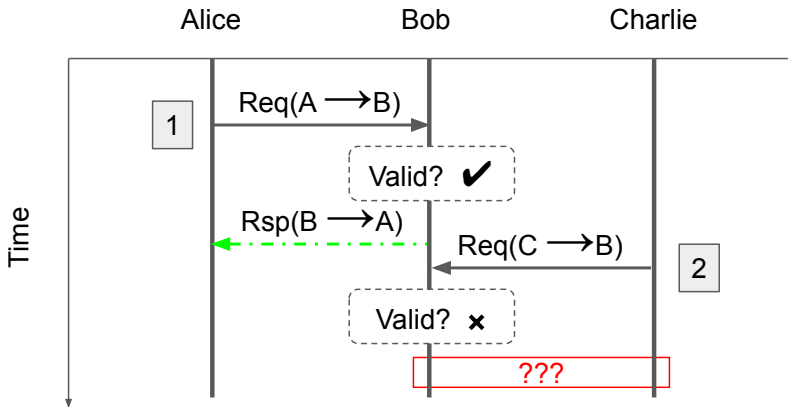 Alice Bob Charlie
Req(A ⟶B)
1
Valid? ✔
Rsp(B ⟶A)
Req(C ⟶B)
2
Time
Valid? ×
???